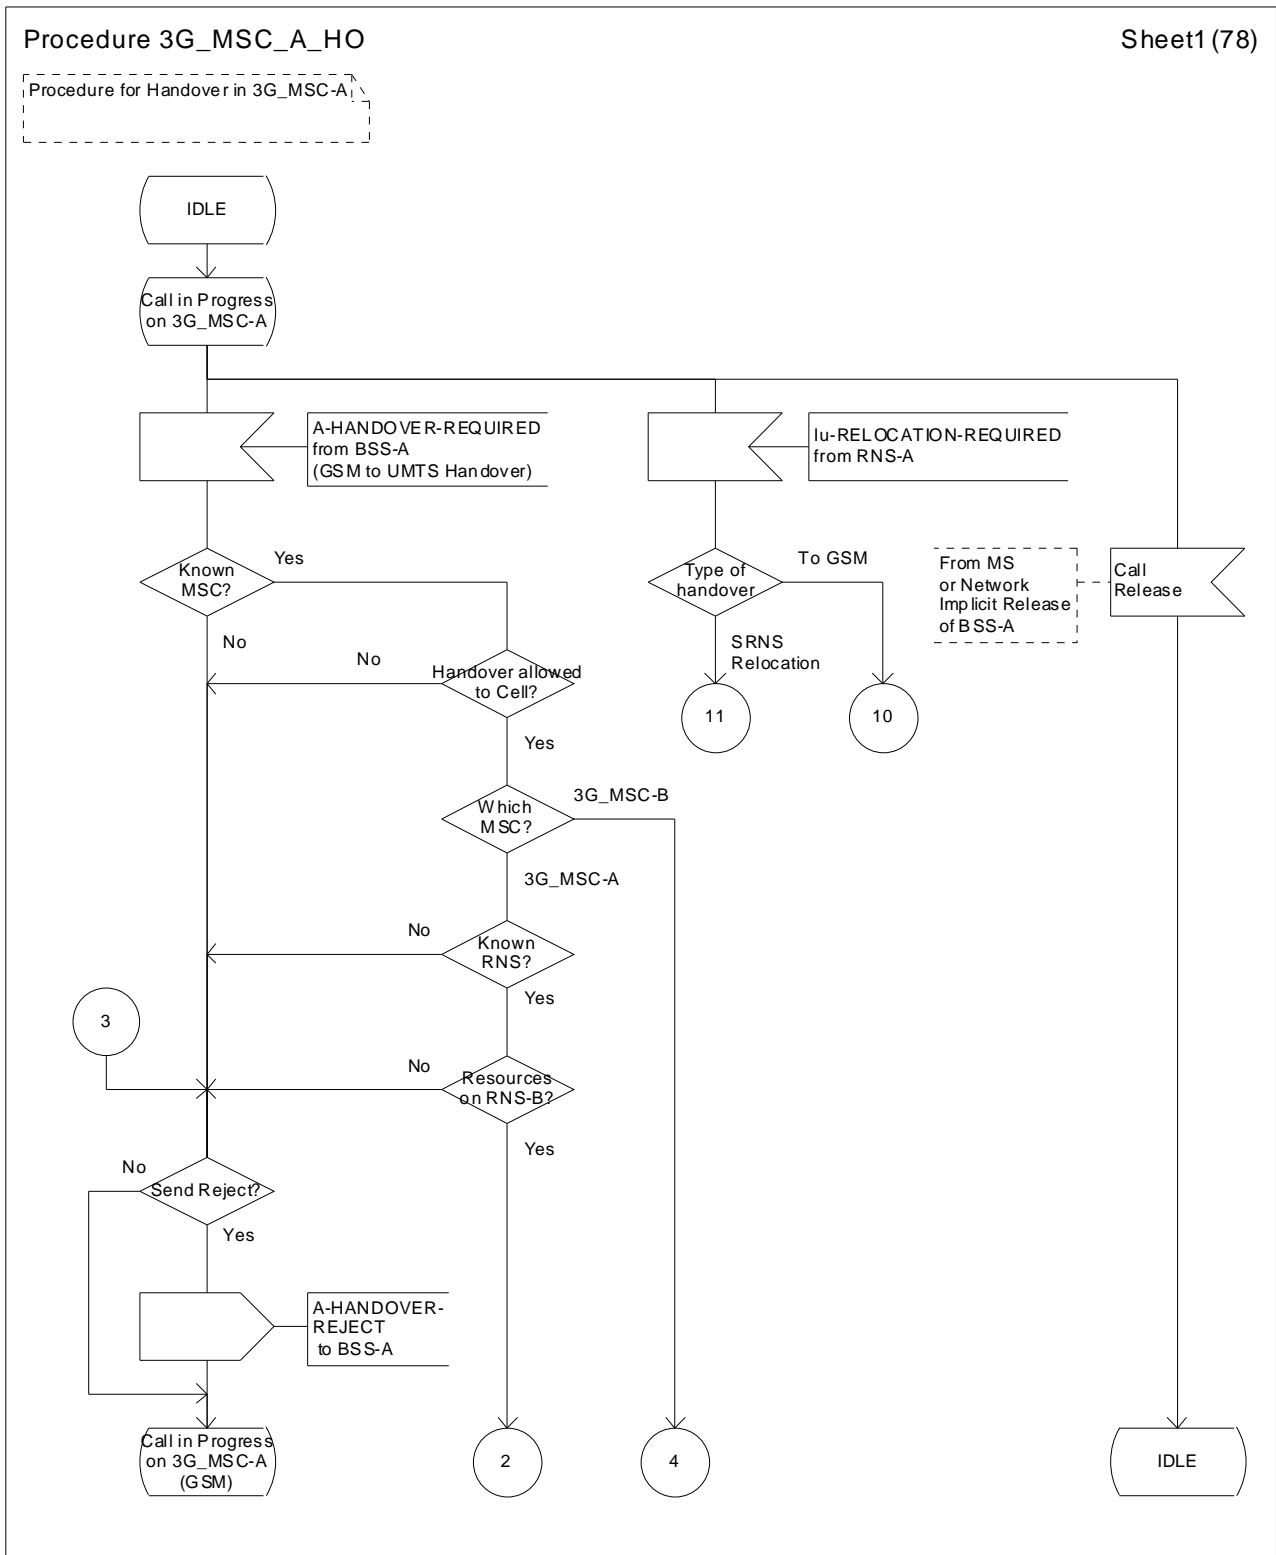 Procedure 3G_MSC_A_HO
Sheet1 (78)
Procedure for Handover in 3G_MSC-A
IDLE
Call in Progress
on 3G_MSC-A
A-HANDOVER-REQUIRED
from BSS-A
(GSM to UMTS Handover)
Iu-RELOCATION-REQUIRED
from RNS-A
Known
MSC?
Yes
No
Type of
handover
To GSM
SRNS
Relocation
From MS
or Network
Implicit Release
of BSS-A
Call
Release
No
Handover allowed
to Cell?
Yes
11
10
Which
MSC?
3G_MSC-B
3G_MSC-A
No
Known
RNS?
Yes
3
No
Resources
on RNS-B?
Yes
No
Send Reject?
Yes
A-HANDOVER-
REJECT
to BSS-A
Call in Progress
on 3G_MSC-A
(GSM)
2
4
IDLE